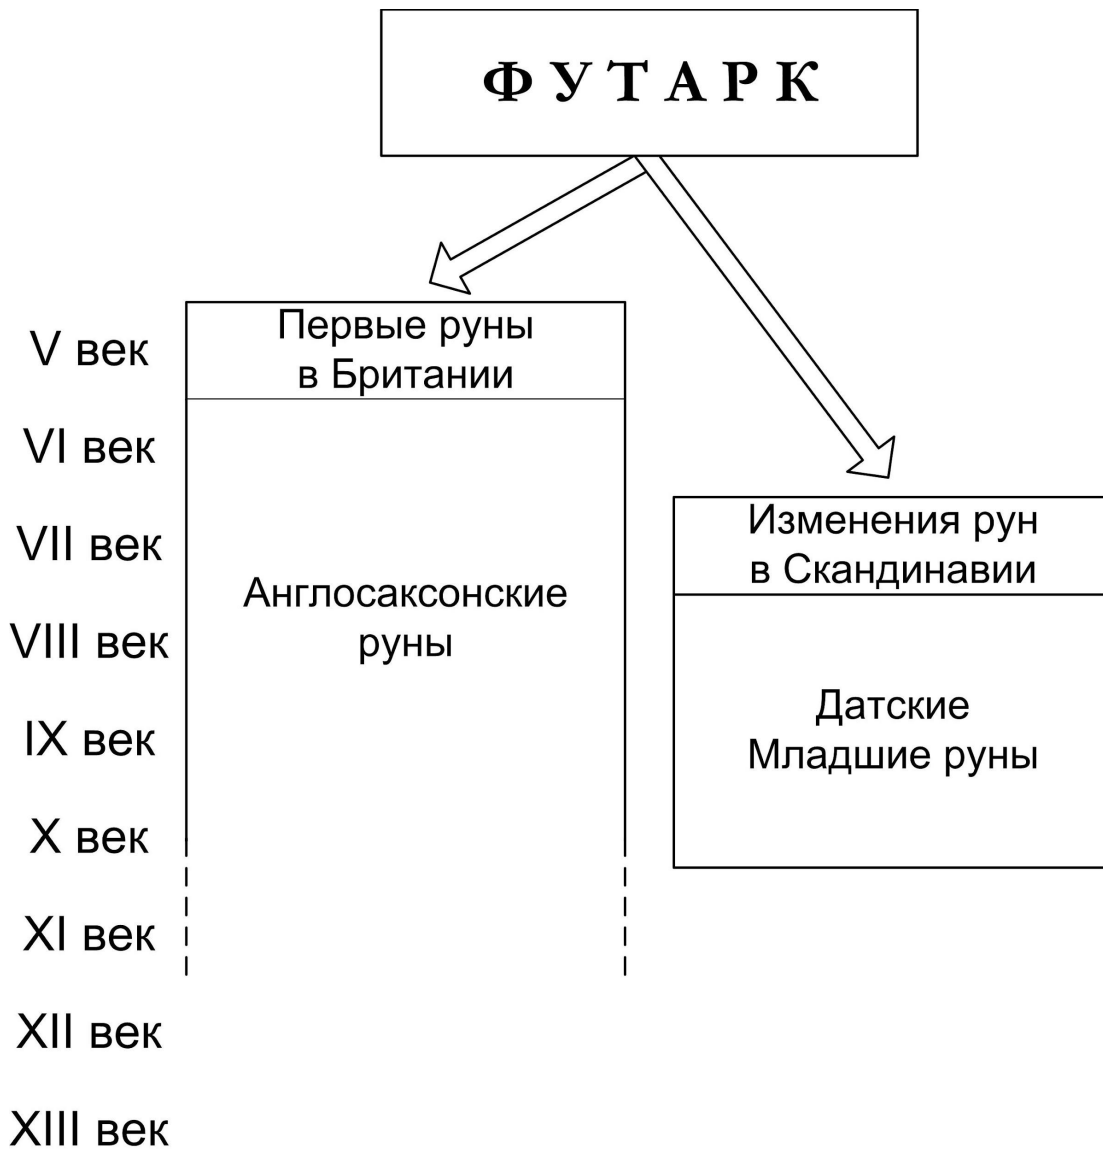 ФУТАРК
V век
Первые руны
в Британии
VI век
VII век
Изменения рун
в Скандинавии
Англосаксонские
руны
VIII век
IX век
Датские
Младшие руны
X век
XI век
XII век
XIII век